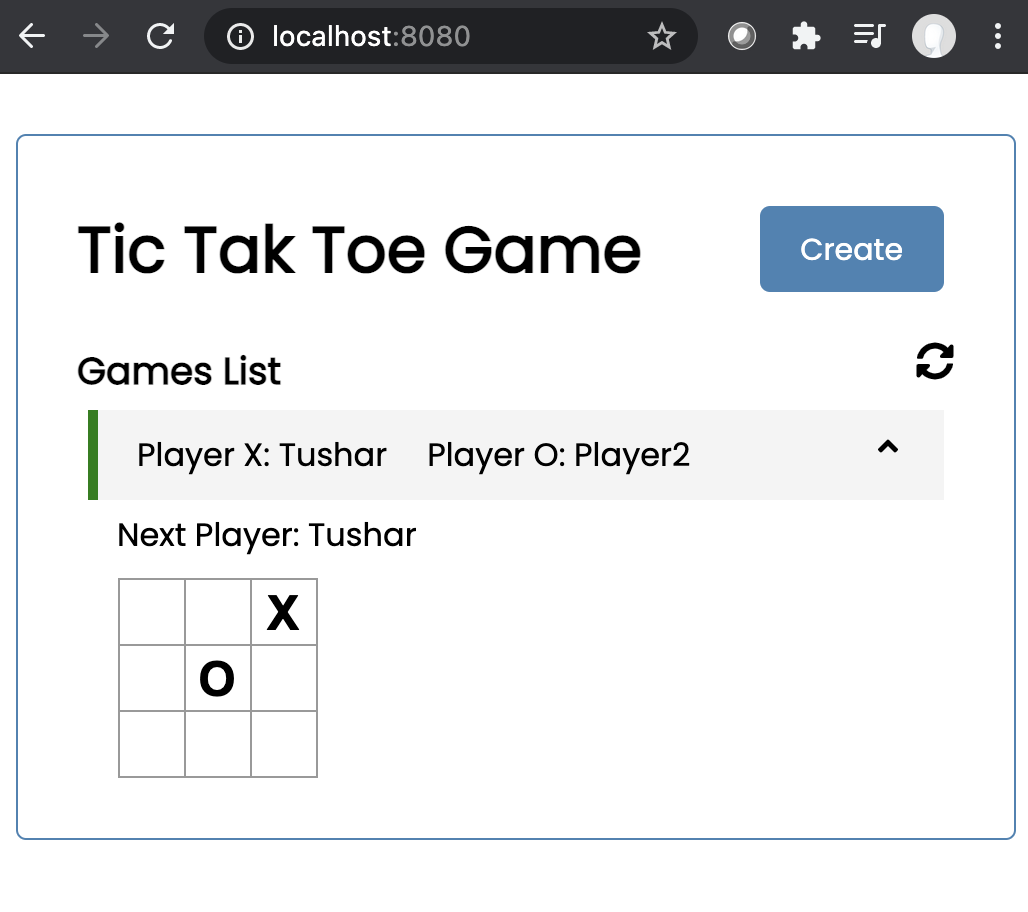 localhost:8080
Tic Tak Toe Game
Create
Games List
Player X: Tushar Player O: Player2
Next Player: Tushar
X
O